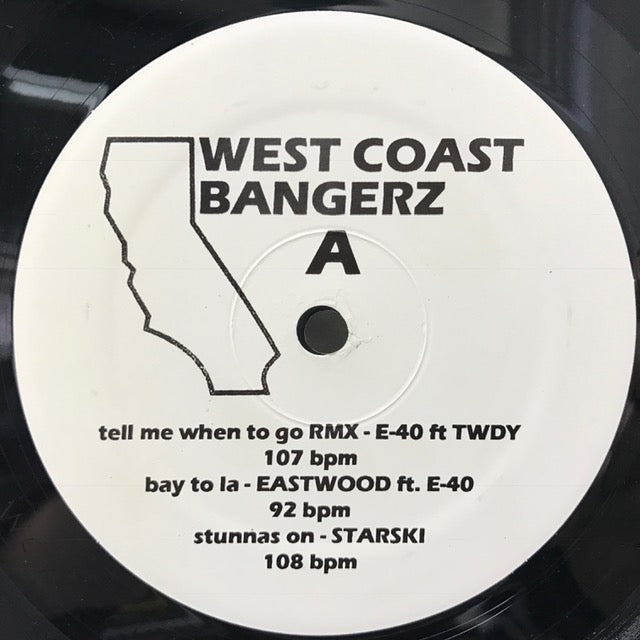 WEST COAST
BANGERZ
A
tell me when to go RMX - E-40 ft TWDY
107 bpm
bay to la - EASTWOOD ft. E-40
92 bpm
stunnas on - STARSKI
108 bpm